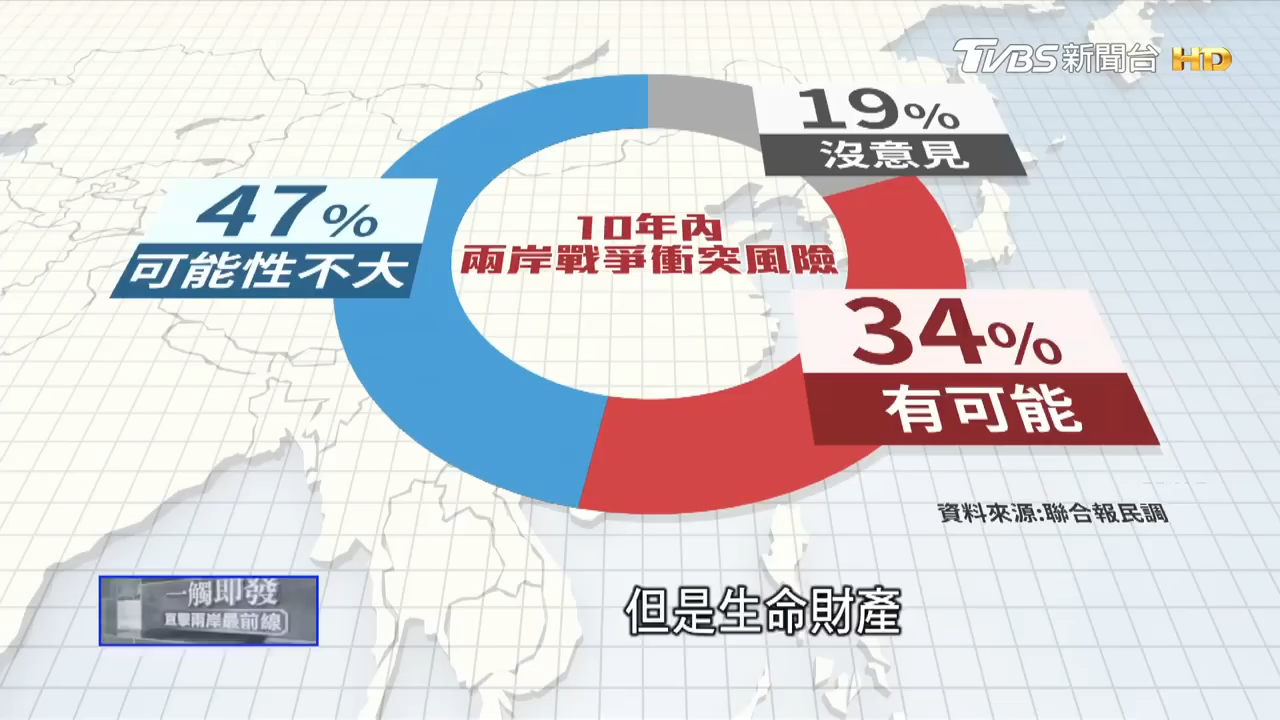 TVBS新聞台 HD
19%
沒意見
47%
可能性不大
10年內
兩岸戰爭衝突風險
34%
有可能
資料來源:聯合報民調
一觸即發
直擊兩岸最前線
但是生命財產